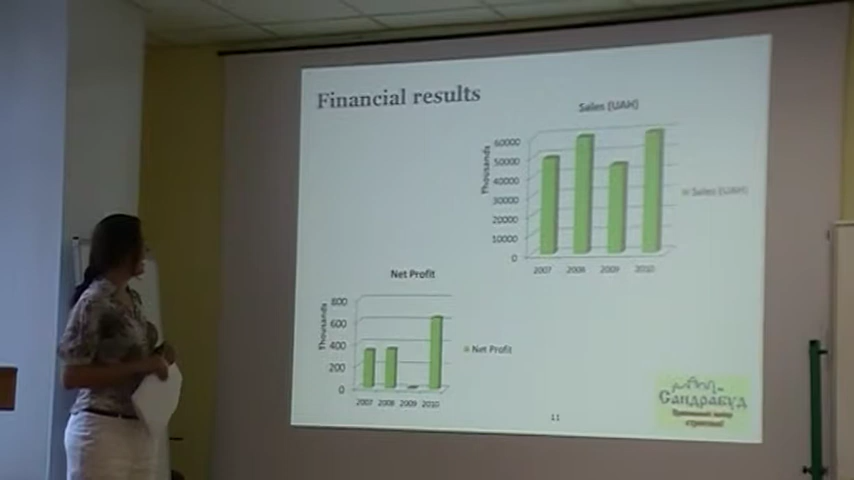 Financial results
Sales (UAH)
Thousands
60000
50000
40000
30000
20000
10000
0
2007 2008 2009 2010
Sales (UAH)
Net Profit
Thousands
800
600
400
200
0
2007 2008 2009 2010
Net Profit
11
Сандрабуд